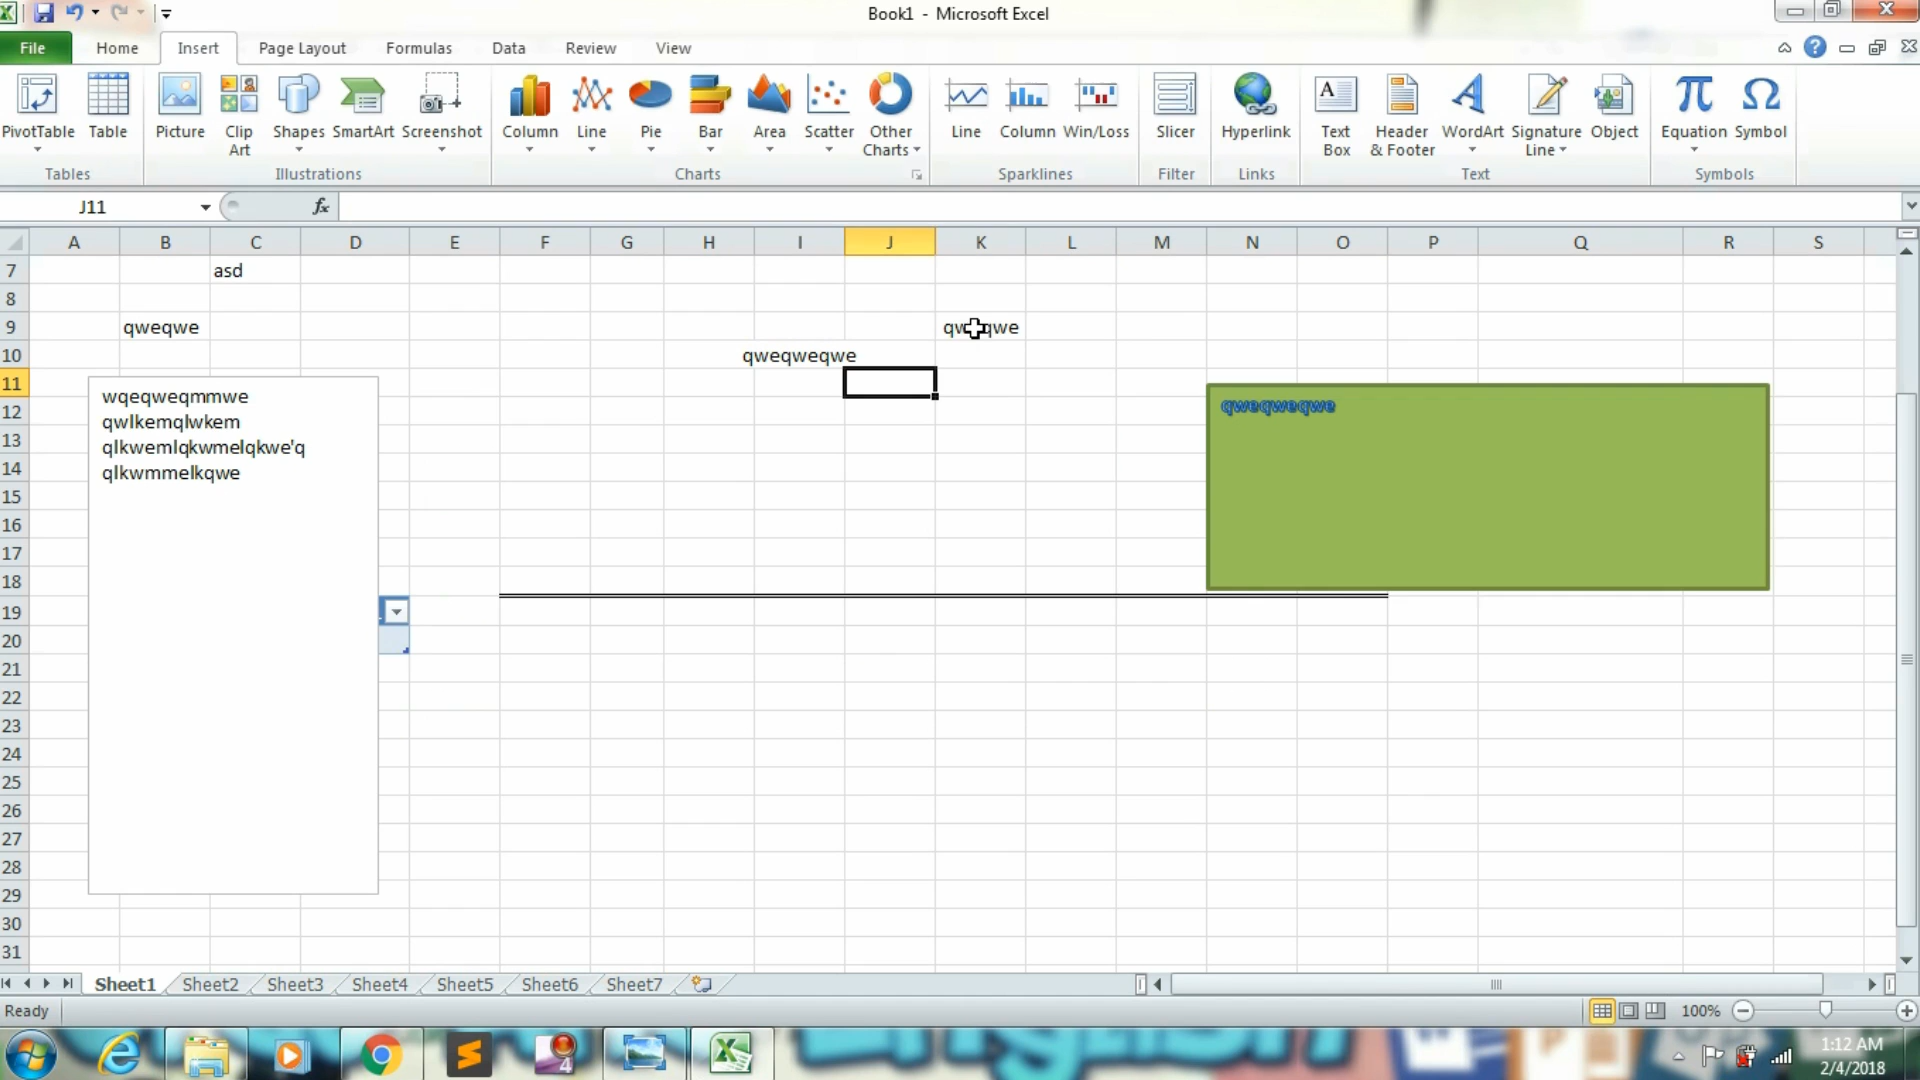 Book1 - Microsoft Excel
File Home Insert Page Layout Formulas Data Review View
PivotTable Table Picture Clip Art Shapes SmartArt Screenshot Column Line Pie Bar Area Scatter Other Charts Line Column Win/Loss Slicer Hyperlink Text Box Header & Footer WordArt Signature Line Object Equation Symbol
Tables Illustrations Charts Sparklines Filter Links Text Symbols
J11 fx
A B C D E F G H I J K L M N O P Q R S
7 asd
8
9 qweqwe
10 qweqweqwe
11
12
13
14
15
16
17
18
19
20
21
22
23
24
25
26
27
28
29
30
31
wqeqweqmmwe
qwlkemqlwkem
qlkwemlqkwmelqkwe'q
qlkwmmelkqwe
qweqweqwe
Sheet1 Sheet2 Sheet3 Sheet4 Sheet5 Sheet6 Sheet7
Ready 100%
1:12 AM
2/4/2018